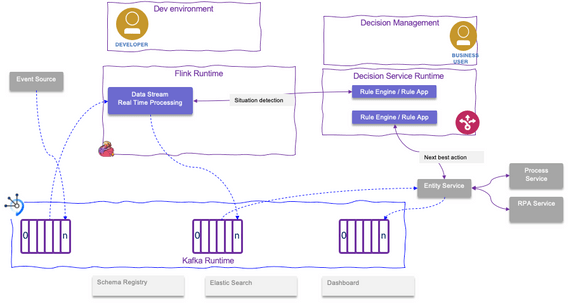 Dev environment
DEVELOPER
Decision Management
BUSINESS
USER
Event Source
Flink Runtime
Data Stream
Real Time Processing
Situation detection
Decision Service Runtime
Rule Engine / Rule App
Rule Engine / Rule App
Next best action
Entity Service
Process
Service
RPA Service
0 n
0 n
0 n
Kafka Runtime
Schema Registry
Elastic Search
Dashboard